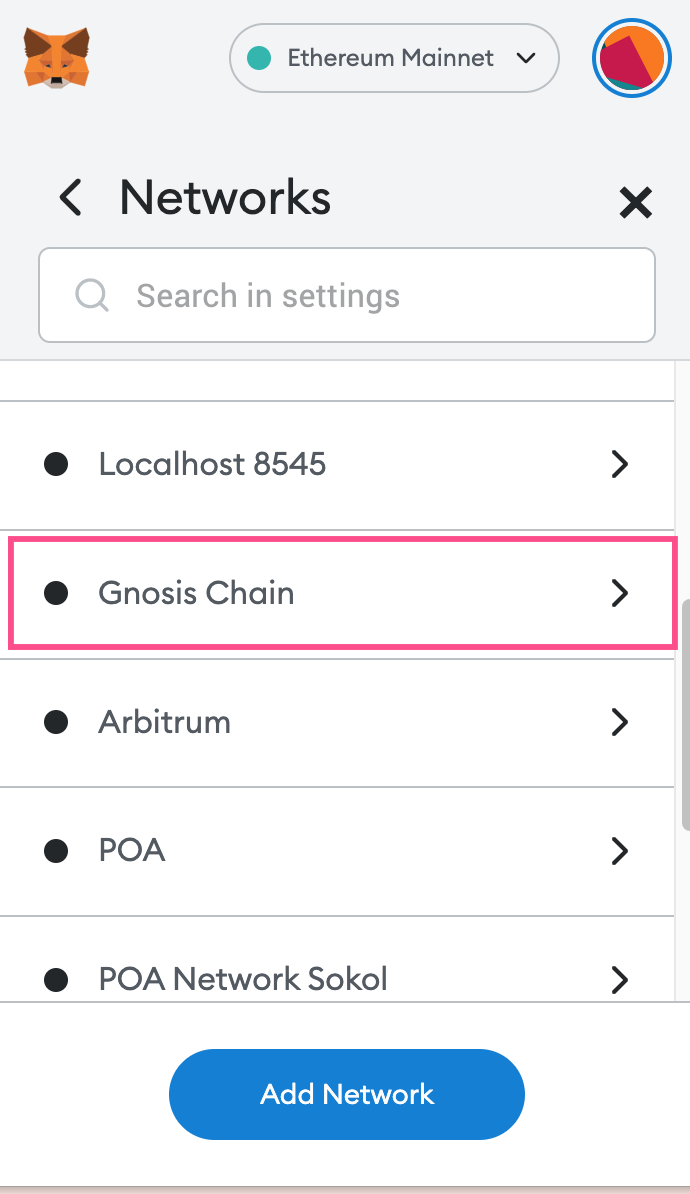 Ethereum Mainnet
Networks
Search in settings
Localhost 8545
Gnosis Chain
Arbitrum
POA
POA Network Sokol
Add Network